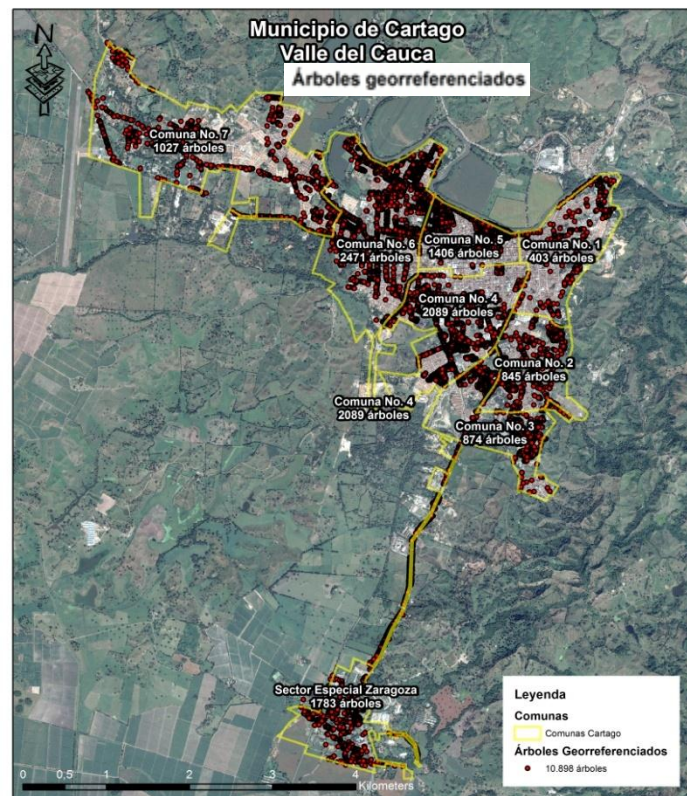 Municipio de Cartago
Valle del Cauca
Árboles georreferenciados
N
Comuna No. 7
1027 árboles
Comuna No. 6
2471 árboles
Comuna No. 5
1406 árboles
Comuna No. 1
403 árboles
Comuna No. 4
2089 árboles
Comuna No. 2
845 árboles
Comuna No. 4
2089 árboles
Comuna No. 3
874 árboles
Sector Especial Zaragoza
1783 árboles
Leyenda
Comunas
Comunas Cartago
Árboles Georreferenciados
10.898 árboles
0 0,5 1 2 3 4
Kilometers